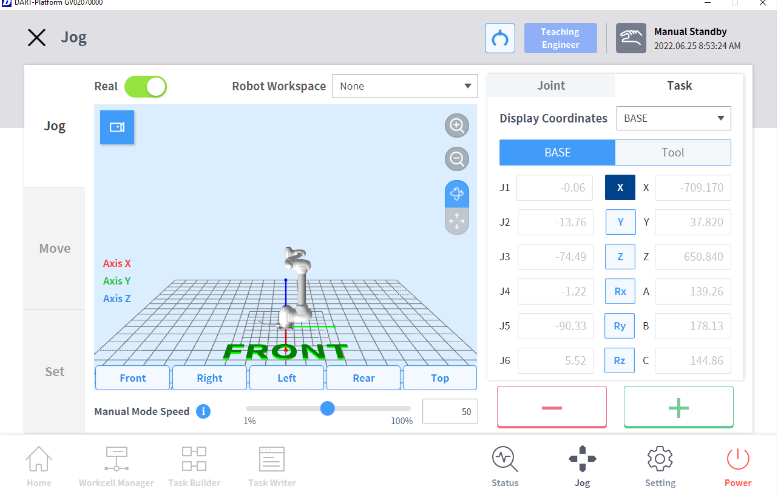 DART-Platform GV02070000
Jog
Teaching Engineer
Manual Standby
2022.06.25 8:53:24 AM
Jog
Move
Set
Real
Robot Workspace
None
Axis X
Axis Y
Axis Z
FRONT
Front Right Left Rear Top
Manual Mode Speed i
1% 100%
50
Joint Task
Display Coordinates BASE
BASE Tool
J1 -0.06 X X -709.170
J2 -13.76 Y Y 37.820
J3 -74.49 Z Z 650.840
J4 -1.22 Rx A 139.26
J5 -90.33 Ry B 178.13
J6 5.52 Rz C 144.86
Home Workcell Manager Task Builder Task Writer Status Jog Setting Power